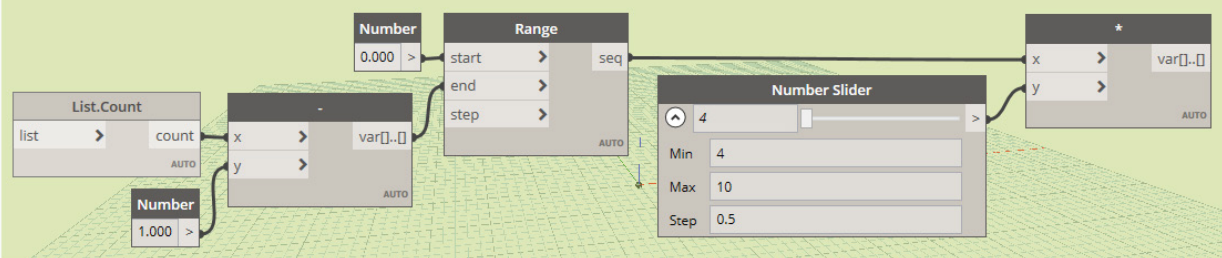 List.Count
list > count
AUTO
Number
1.000 >
-
x > var[]..[]
y >
AUTO
Number
0.000 >
Range
start > seq
end >
step >
AUTO
Number Slider
4 >
Min 4
Max 10
Step 0.5
*
x > var[]..[]
y >
AUTO